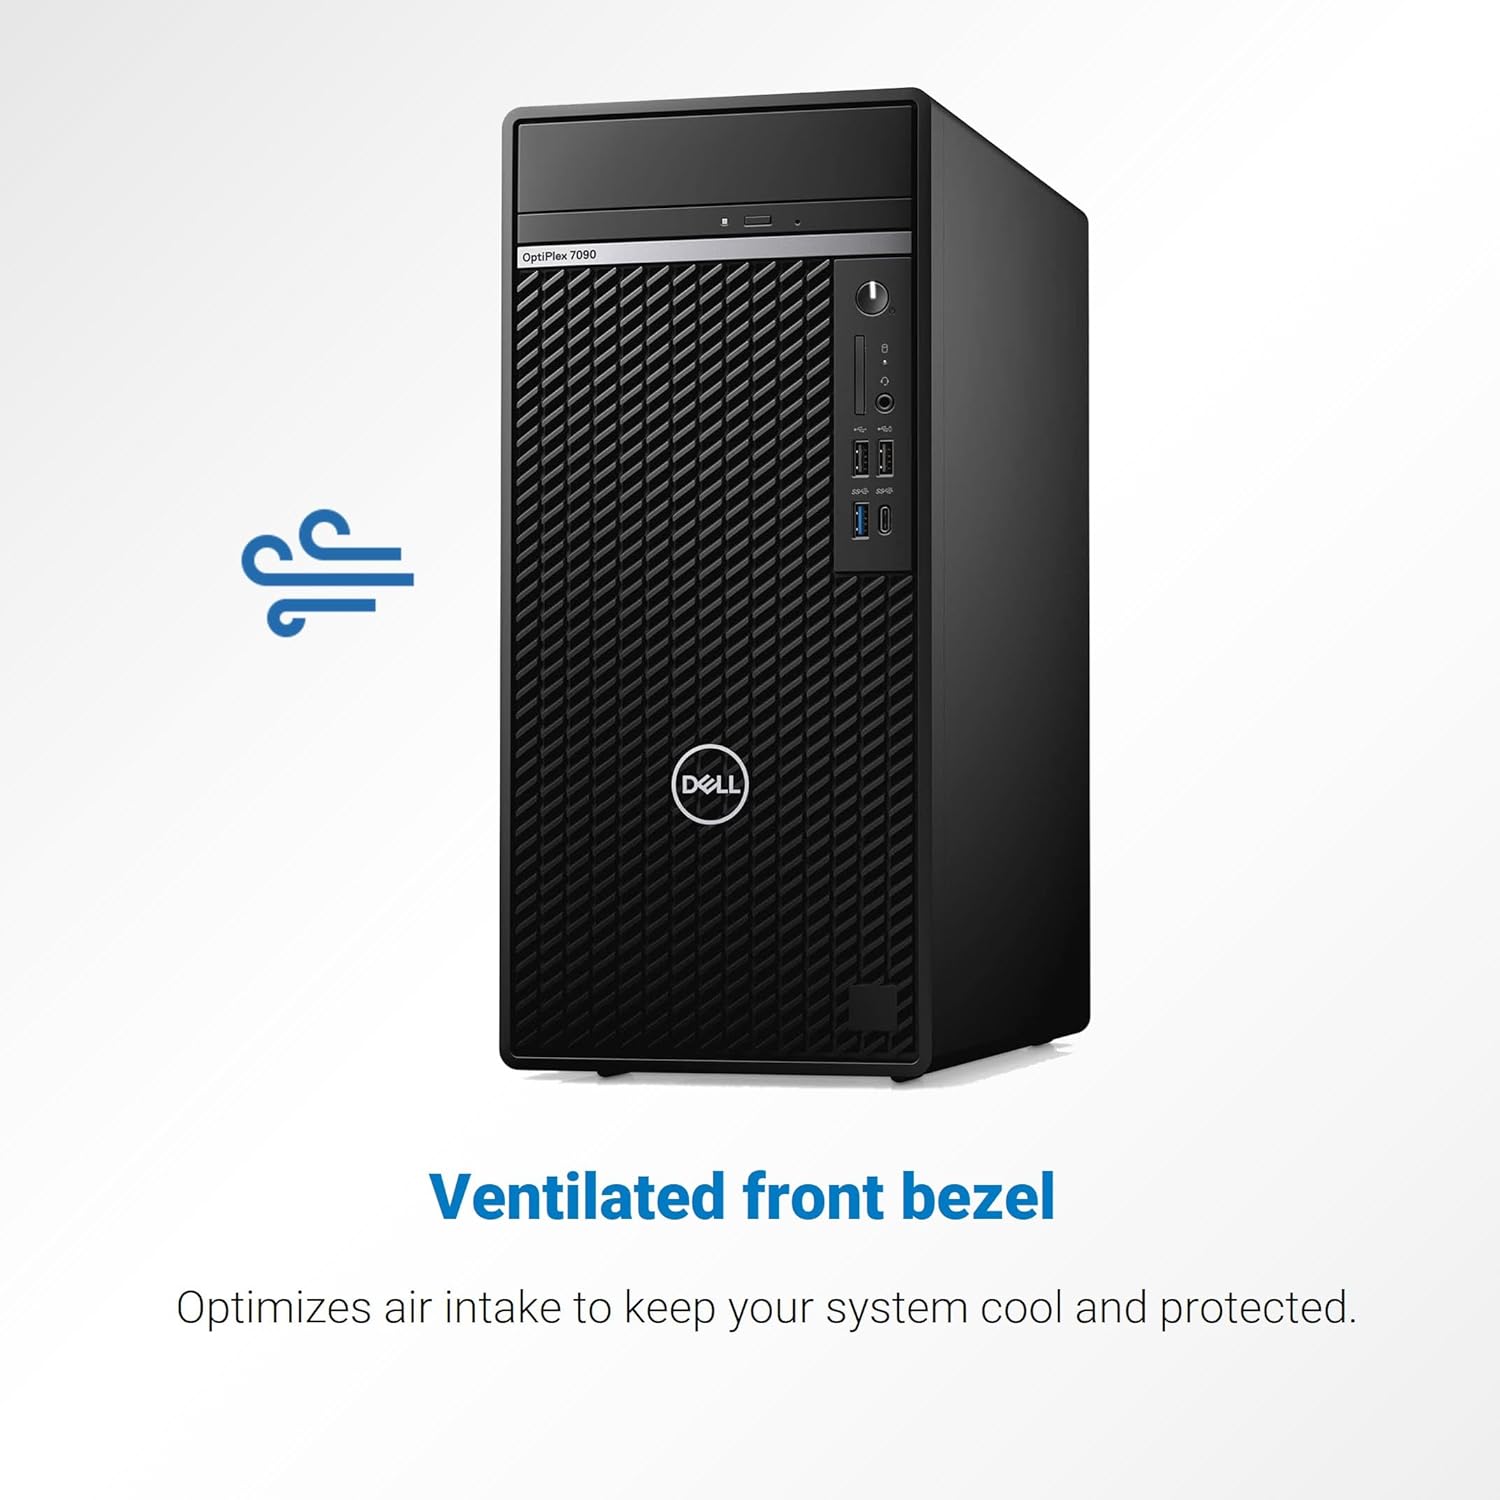 OptiPlex 7090
DELL
Ventilated front bezel
Optimizes air intake to keep your system cool and protected.